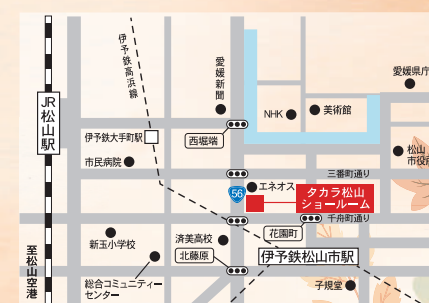 伊予鉄高浜線
愛媛新聞
愛媛県庁
JR松山駅
NHK
美術館
伊予鉄大手町駅
西堀端
市民病院
松山
市役所
三番町通り
56
エネオス
タカラ松山
ショールーム
千舟町通り
新玉小学校
済美高校
花園町
北藤原
伊予鉄松山市駅
至松山空港
総合コミュニティー
センター
子規堂